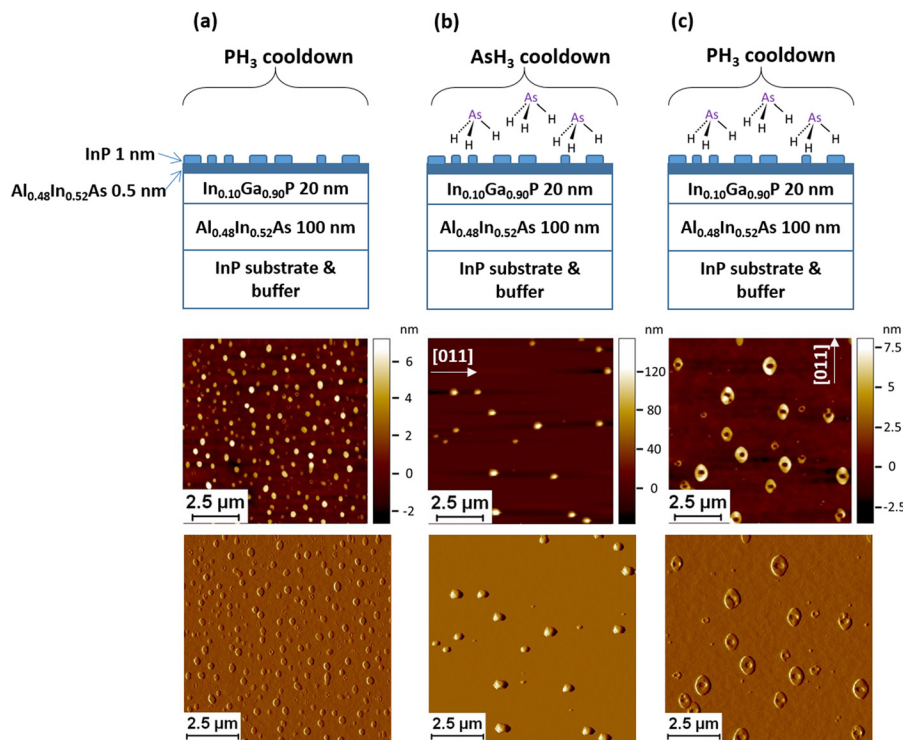 (a) (b) (c)
PH₃ cooldown AsH₃ cooldown PH₃ cooldown
As As As H H H H H
As As As H H H H H
InP 1 nm
Al₀.₄₈In₀.₅₂As 0.5 nm
In₀.₁₀Ga₀.₉₀P 20 nm In₀.₁₀Ga₀.₉₀P 20 nm In₀.₁₀Ga₀.₉₀P 20 nm
Al₀.₄₈In₀.₅₂As 100 nm Al₀.₄₈In₀.₅₂As 100 nm Al₀.₄₈In₀.₅₂As 100 nm
InP substrate & InP substrate & InP substrate &
buffer buffer buffer
nm
6
4
2
0
-2
2.5 µm
[011]
nm
120
80
40
0
2.5 µm
[011]
nm
7.5
5
2.5
0
-2.5
2.5 µm
2.5 µm 2.5 µm 2.5 µm